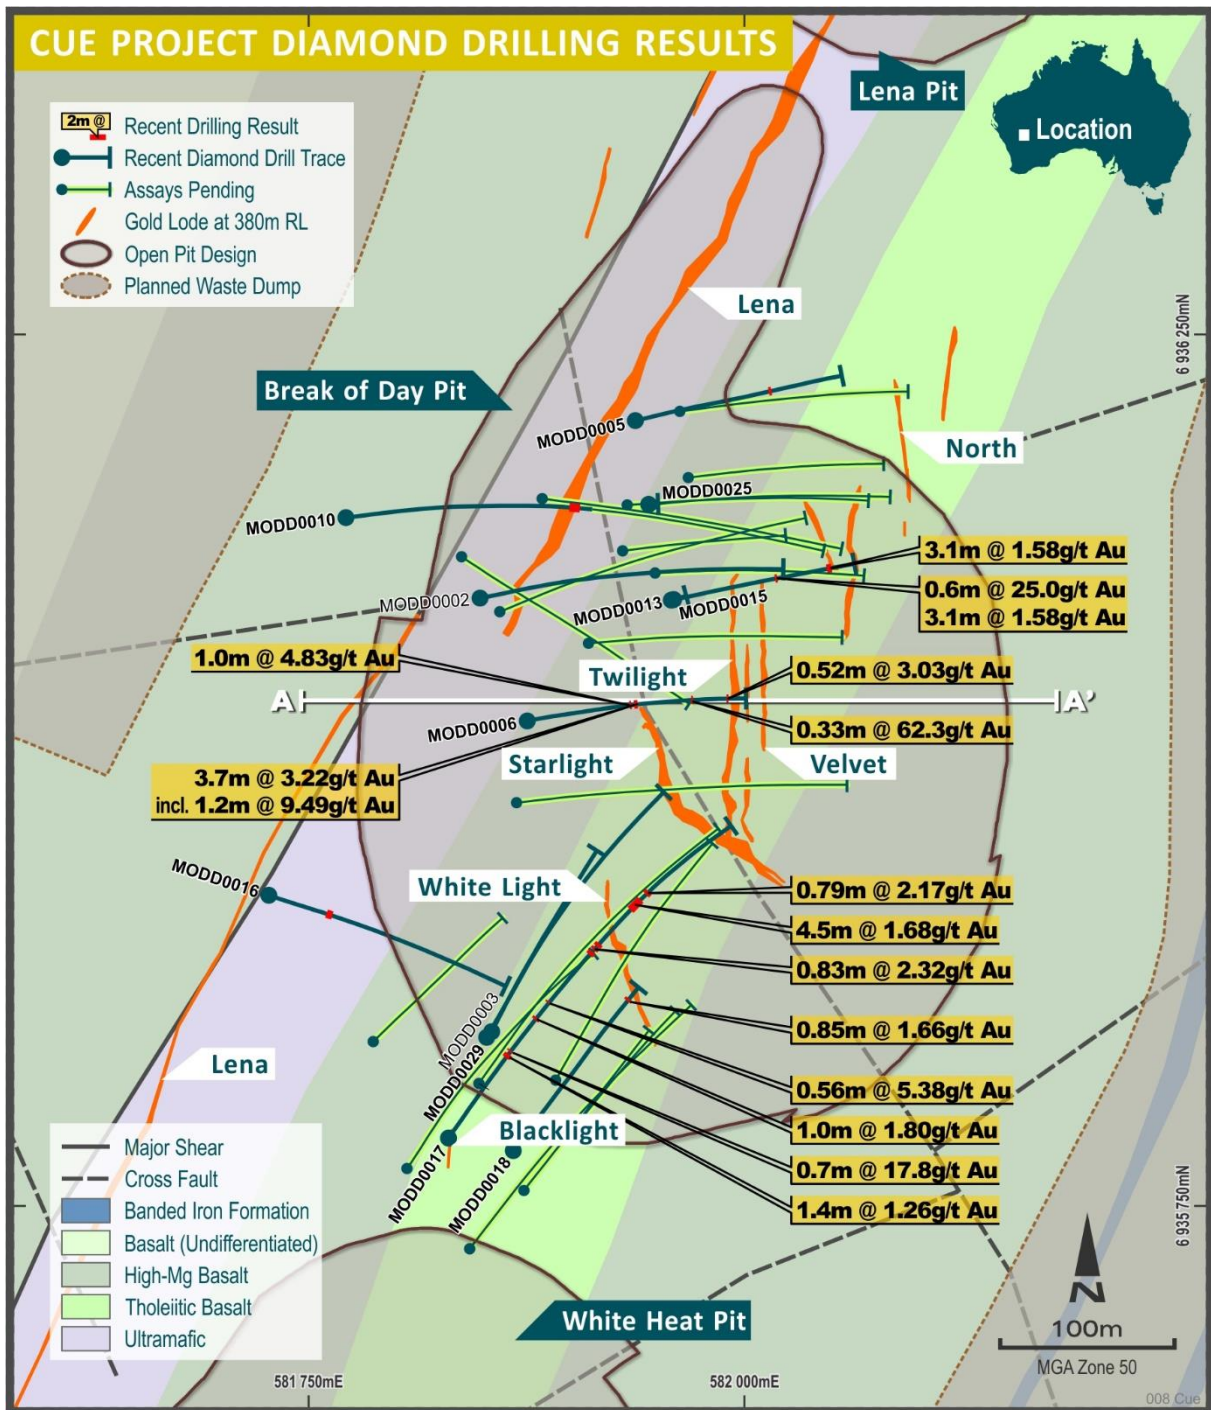 CUE PROJECT DIAMOND DRILLING RESULTS
Lena Pit
Location
2m @
Recent Drilling Result
Recent Diamond Drill Trace
Assays Pending
Gold Lode at 380m RL
Open Pit Design
Planned Waste Dump
Lena
6 936 250mN
Break of Day Pit
MODD0005
North
MODD0025
MODD0010
3.1m @ 1.58g/t Au
0.6m @ 25.0g/t Au
3.1m @ 1.58g/t Au
MODD0002
MODD0013
MODD0015
1.0m @ 4.83g/t Au
Twilight
0.52m @ 3.03g/t Au
A
A'
MODD0006
0.33m @ 62.3g/t Au
Starlight
Velvet
3.7m @ 3.22g/t Au
incl. 1.2m @ 9.49g/t Au
MODD0016
White Light
0.79m @ 2.17g/t Au
4.5m @ 1.68g/t Au
0.83m @ 2.32g/t Au
0.85m @ 1.66g/t Au
MODD0003
MODD0029
Lena
0.56m @ 5.38g/t Au
1.0m @ 1.80g/t Au
0.7m @ 17.8g/t Au
1.4m @ 1.26g/t Au
Blacklight
MODD0017
MODD0018
6 935 750mN
Major Shear
Cross Fault
Banded Iron Formation
Basalt (Undifferentiated)
High-Mg Basalt
Tholeiitic Basalt
Ultramafic
White Heat Pit
N
100m
MGA Zone 50
581 750mE
582 000mE
008 Cue